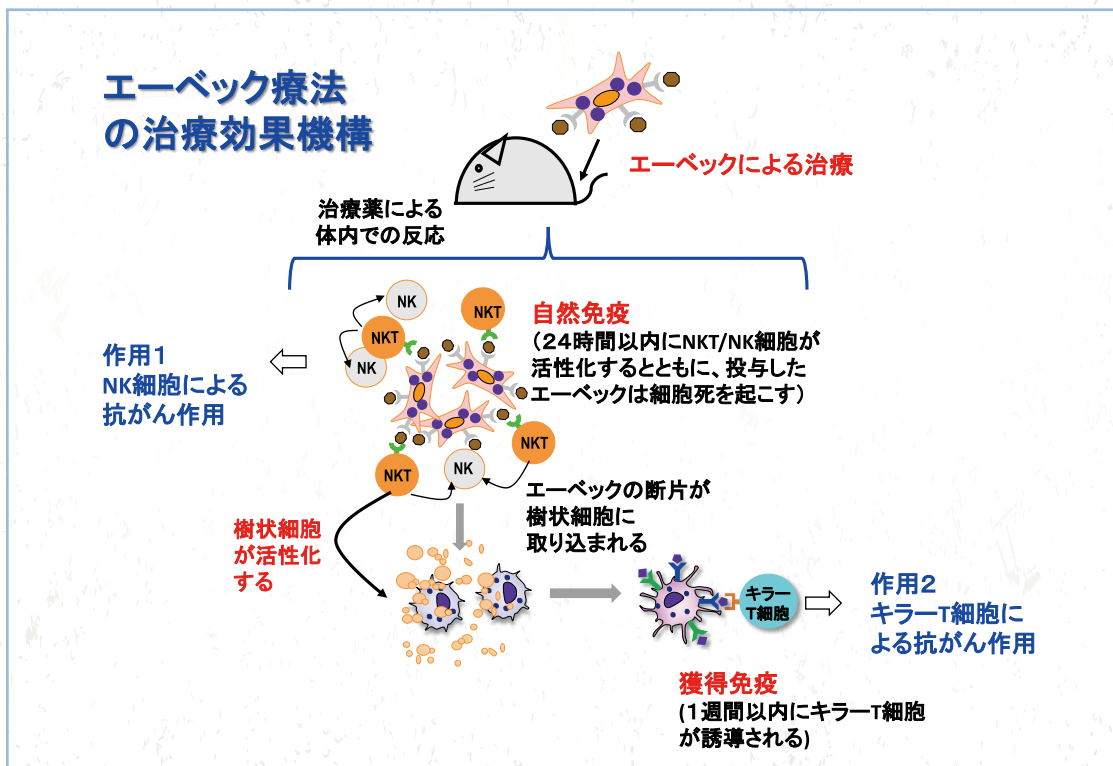 エーベック療法
の治療効果機構
エーベックによる治療
治療薬による
体内での反応
NK
NKT
NKT
NK
自然免疫
（２４時間以内にNKT/NK細胞が
活性化するとともに、投与した
エーベックは細胞死を起こす）
作用１
NK細胞による
抗がん作用
NKT
NK
NKT
エーベックの断片が
樹状細胞に
取り込まれる
樹状細胞
が活性化
する
キラー
T細胞
作用２
キラーT細胞に
よる抗がん作用
獲得免疫
(１週間以内にキラーT細胞
が誘導される)